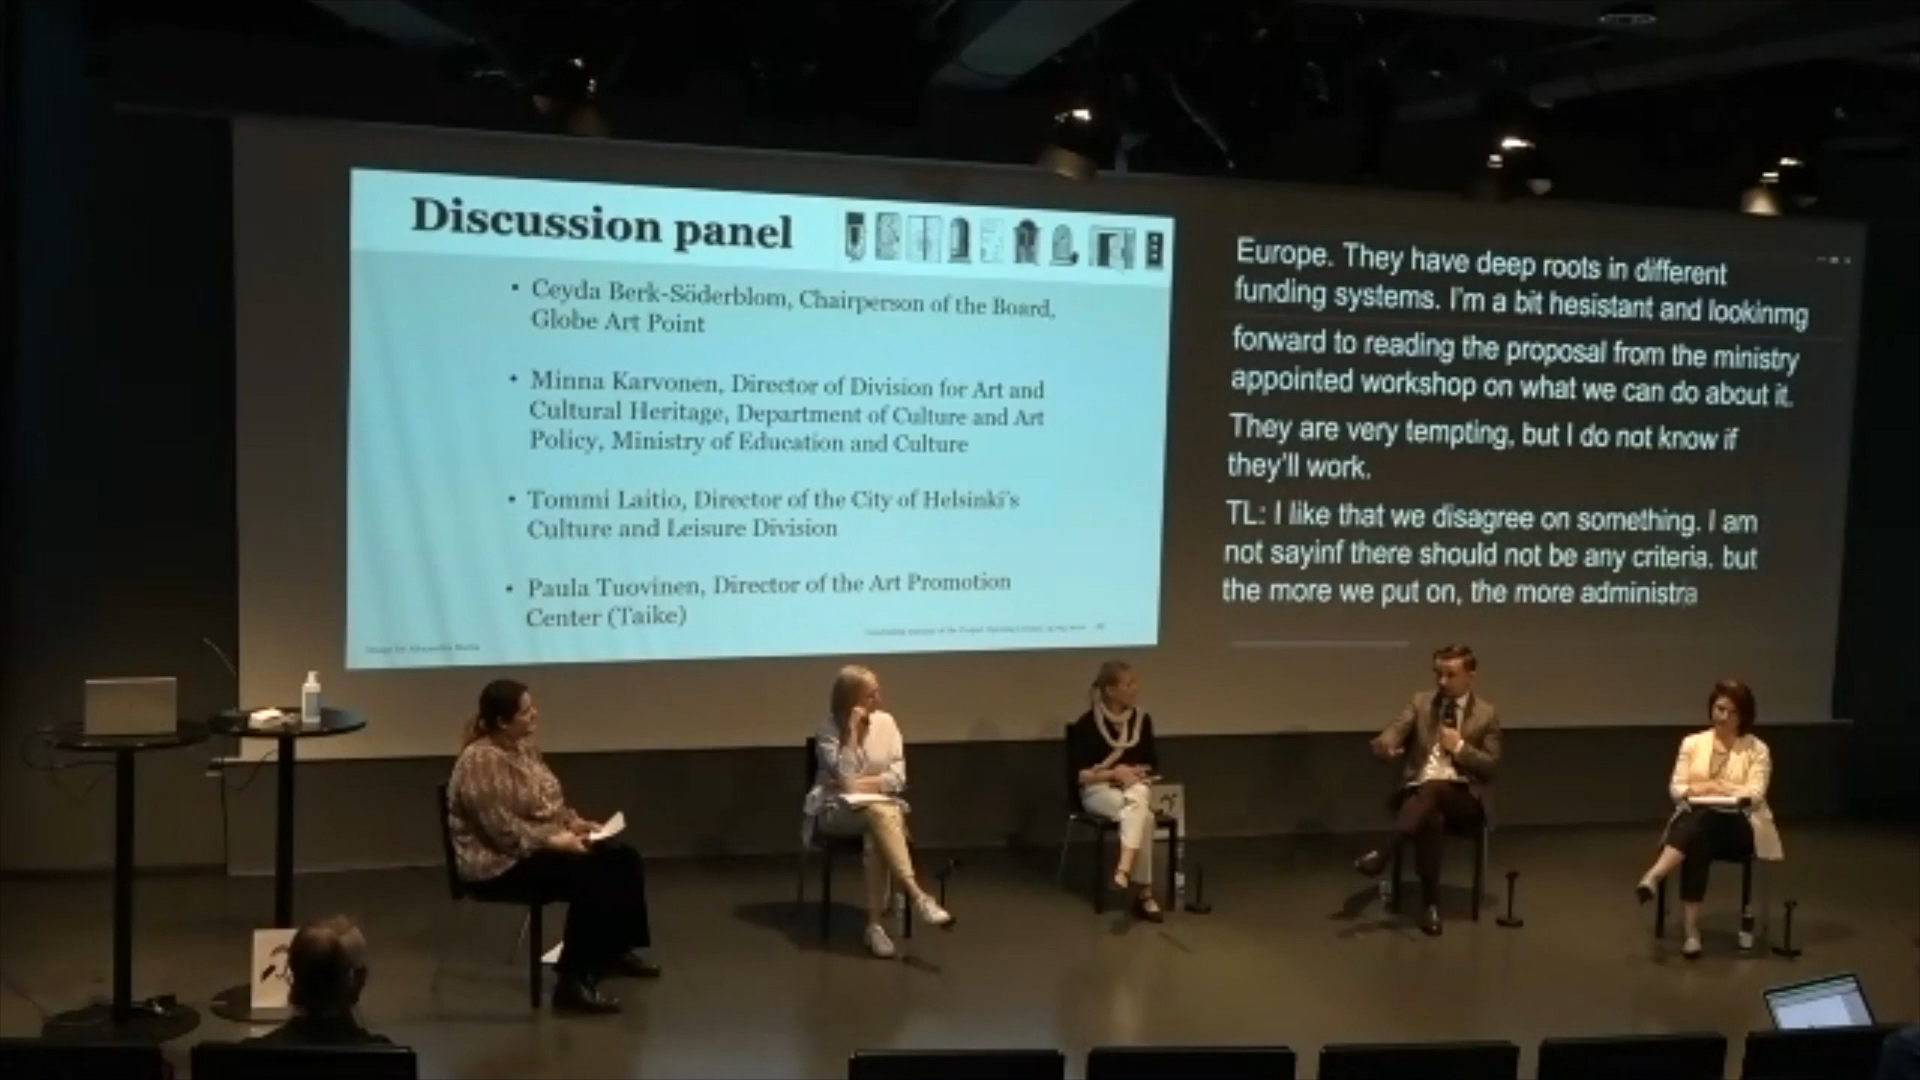 Discussion panel
• Ceyda Berk-Söderblom, Chairperson of the Board,
Globe Art Point
• Minna Karvonen, Director of Division for Art and
Cultural Heritage, Department of Culture and Art
Policy, Ministry of Education and Culture
• Tommi Laitio, Director of the City of Helsinki's
Culture and Leisure Division
• Paula Tuovinen, Director of the Art Promotion
Center (Taike)
Europe. They have deep roots in different
funding systems. I'm a bit hesistant and lookinmg
forward to reading the proposal from the ministry
appointed workshop on what we can do about it.
They are very tempting, but I do not know if
they'll work.
TL: I like that we disagree on something. I am
not sayinf there should not be any criteria. but
the more we put on, the more administra